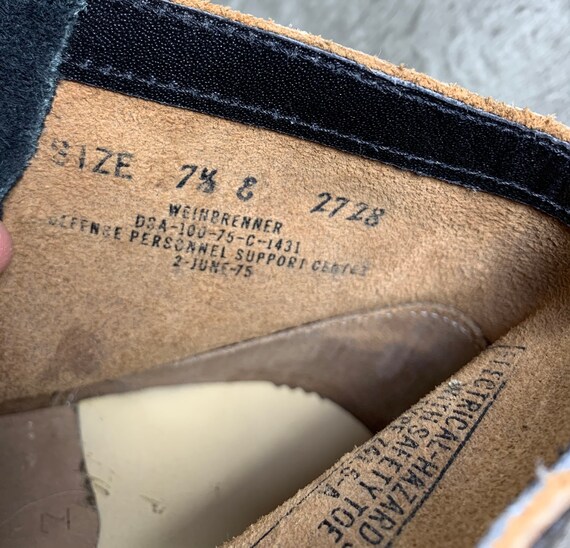 SIZE 7½ E 2728
WEINBRENNER
DSA-100-75-C-1431
DEFENSE PERSONNEL SUPPORT CENTER
2-JUNE-75
ELECTRICAL-HAZARD
WITH SAFETY TOE